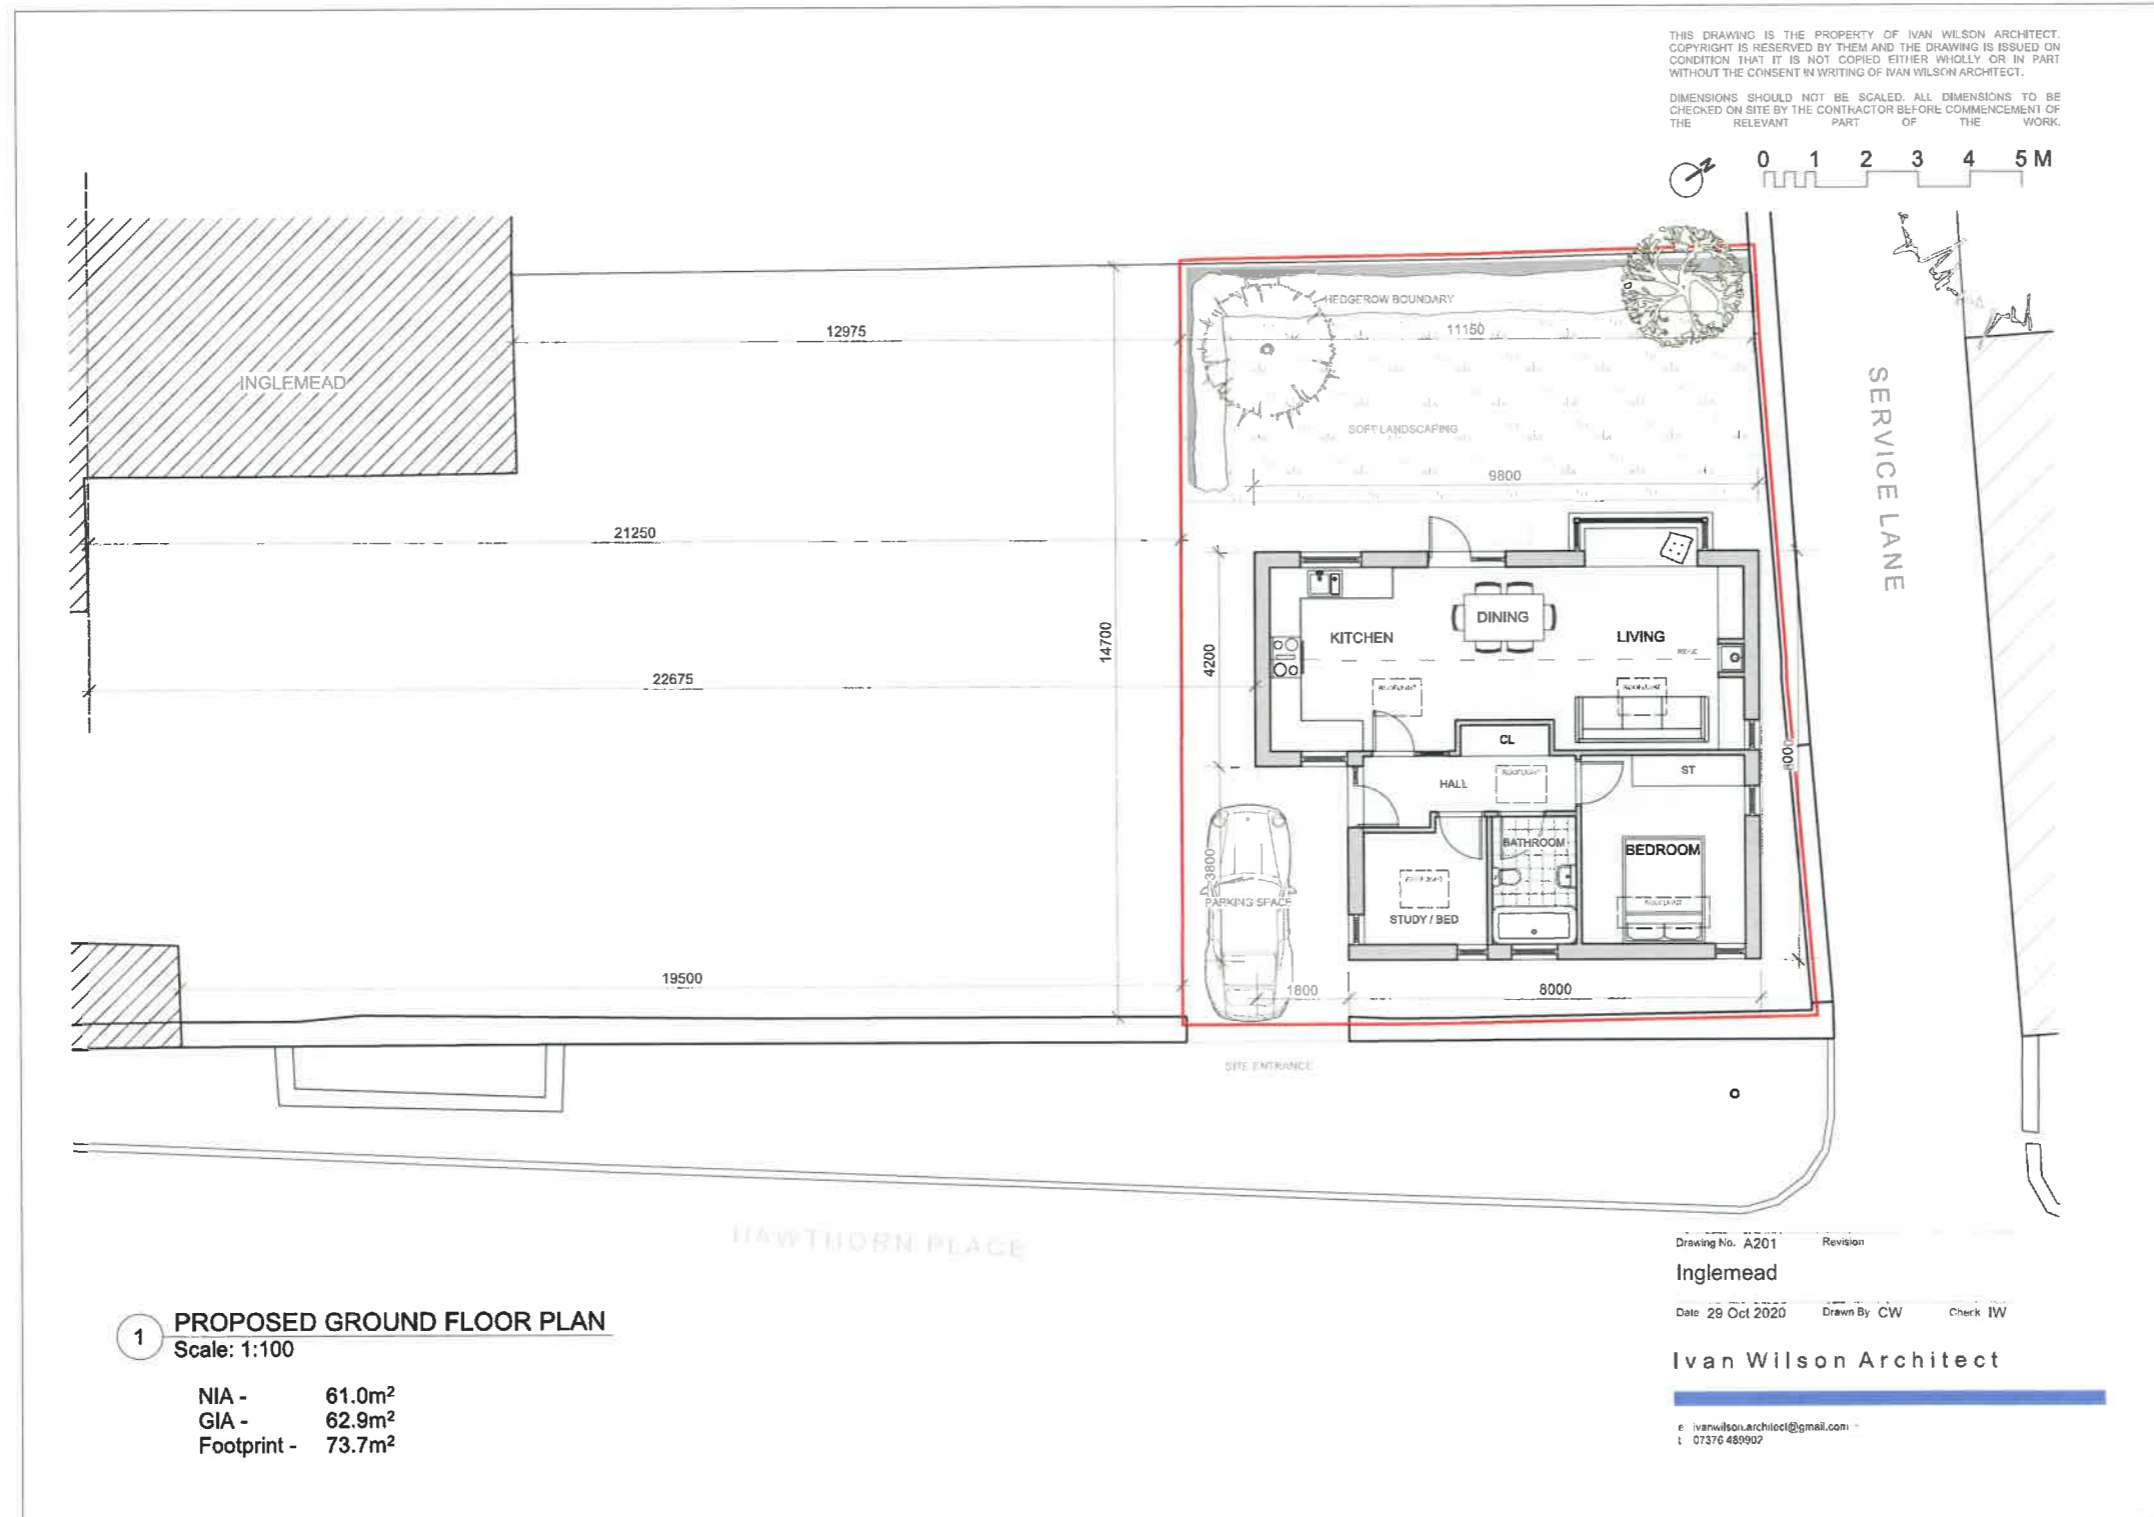 THIS DRAWING IS THE PROPERTY OF IVAN WILSON ARCHITECT.
COPYRIGHT IS RESERVED BY THEM AND THE DRAWING IS ISSUED ON
CONDITION THAT IT IS NOT COPIED EITHER WHOLLY OR IN PART
WITHOUT THE CONSENT IN WRITING OF IVAN WILSON ARCHITECT.
DIMENSIONS SHOULD NOT BE SCALED. ALL DIMENSIONS TO BE
CHECKED ON SITE BY THE CONTRACTOR BEFORE COMMENCEMENT OF
THE RELEVANT PART OF THE WORK.
N
0 1 2 3 4 5 M
HEDGEROW BOUNDARY
12975
11150
INGLEMEAD
SERVICE LANE
SOFT LANDSCAPING
9800
21250
14700
4200
22675
KITCHEN
DINING
LIVING
CL
ST
HALL
8000
BATHROOM
BEDROOM
3800
PARKING SPACE
STUDY / BED
19500
1800
8000
SITE ENTRANCE
HAWTHORN PLACE
1
PROPOSED GROUND FLOOR PLAN
Scale: 1:100
NIA - 61.0m²
GIA - 62.9m²
Footprint - 73.7m²
Drawing No. A201 Revision
Inglemead
Date 29 Oct 2020 Drawn By CW Check IW
Ivan Wilson Architect
e ivanwilson.architect@gmail.com
t 07376 489902